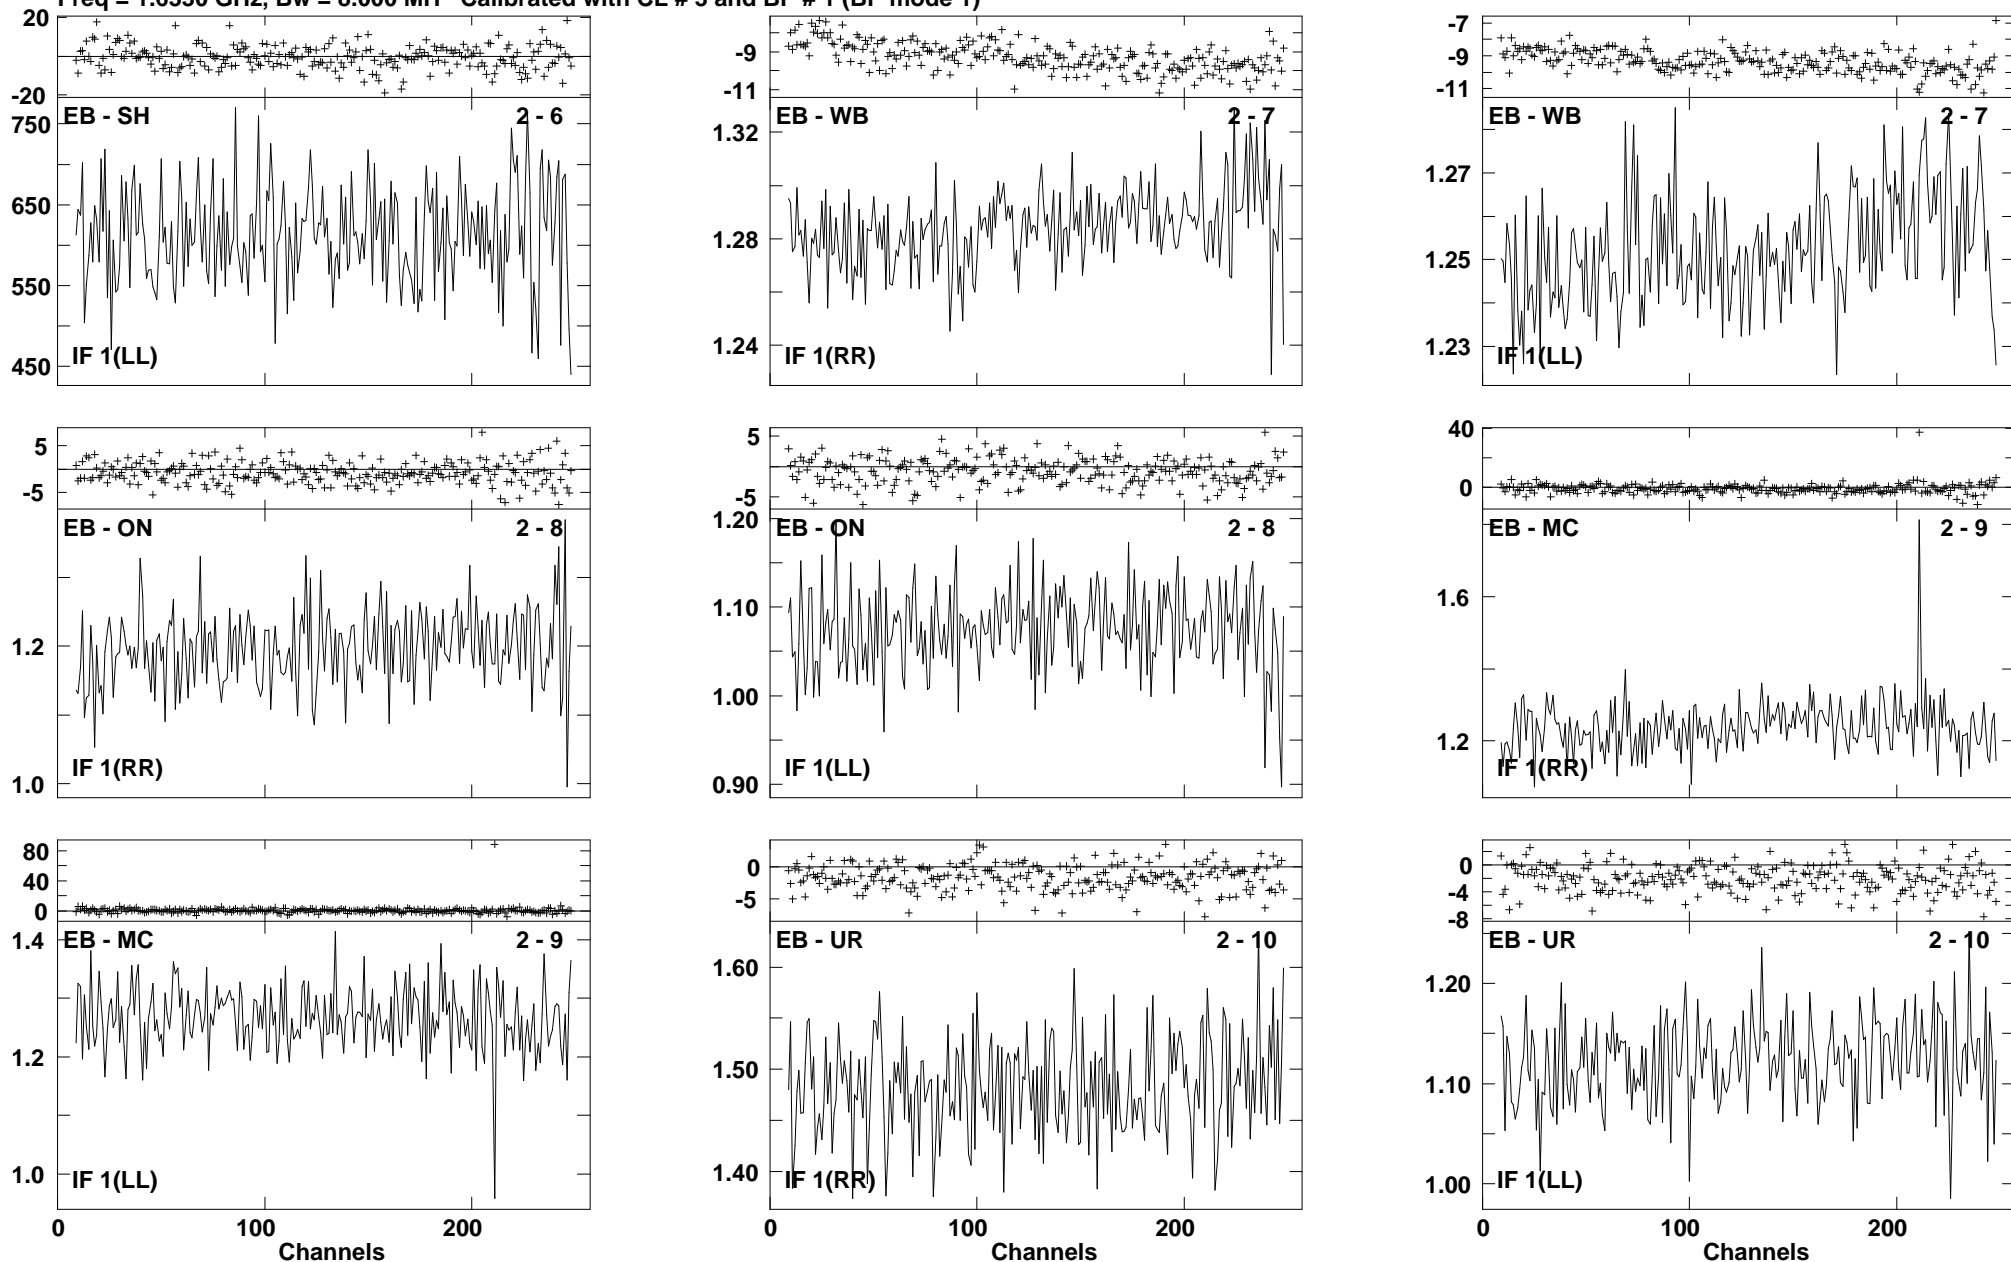 Freq = GHz, Bw = 8.000 MH Calibrated with CL # and BP # 1 (BP mode 1)
20
-20
750
650
550
450
EB - SH
2 - 6
IF 1(LL)
-9
-11
1.32
1.28
1.24
EB - WB
2 - 7
IF 1(RR)
-7
-9
-11
1.27
1.25
1.23
EB - WB
2 - 7
IF 1(LL)
5
-5
1.2
1.0
EB - ON
2 - 8
IF 1(RR)
5
-5
1.20
1.10
1.00
0.90
EB - ON
2 - 8
IF 1(LL)
40
0
1.6
1.2
EB - MC
2 - 9
IF 1(RR)
80
40
0
1.4
1.2
1.0
EB - MC
2 - 9
IF 1(LL)
0 100 200
Channels
0
-5
1.60
1.50
1.40
EB - UR
2 - 10
IF 1(RR)
0 100 200
0
-4
-8
1.20
1.10
1.00
EB - UR
2 - 10
IF 1(LL)
0 100 200
Channels